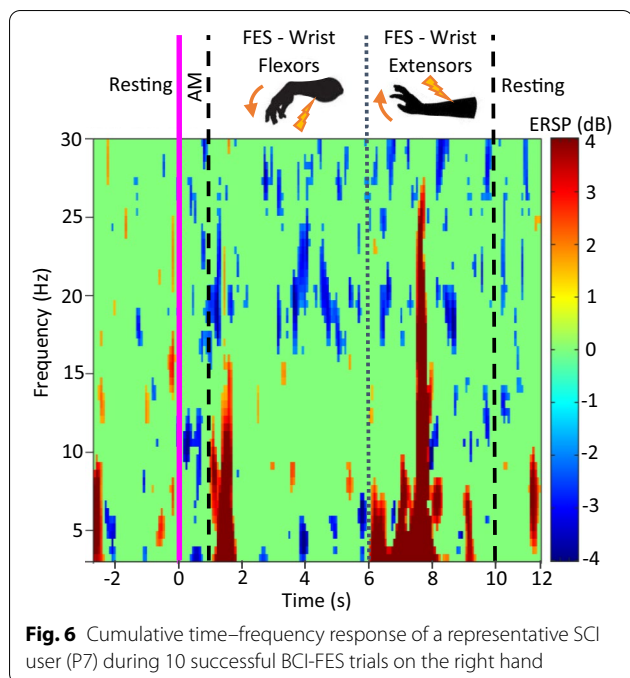 FES - Wrist
Flexors
FES - Wrist
Extensors
Resting
AM
Resting
ERSP (dB)
30
25
20
15
10
5
Frequency (Hz)
-2
0
2
4
6
8
10
12
Time (s)
4
3
2
1
0
-1
-2
-3
-4
Fig. 6 Cumulative time–frequency response of a representative SCI
user (P7) during 10 successful BCI-FES trials on the right hand